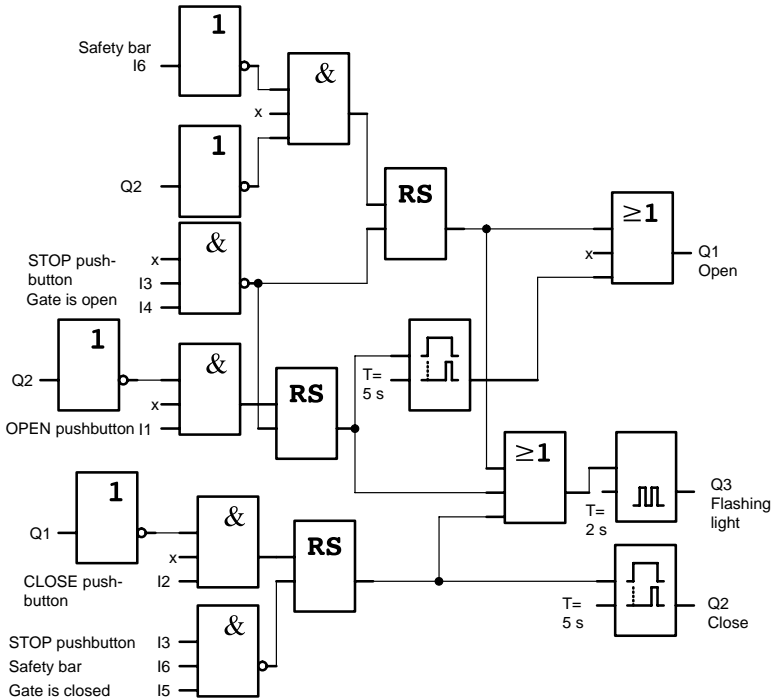 1
Safety bar
I6
&
x
1
Q2
RS
≥1
&
STOP push-
button
x
I3
Gate is open
I4
x
Q1
Open
1
Q2
&
x
OPEN pushbutton I1
RS
T=
5 s
≥1
1
Q1
&
x
CLOSE push-
button
I2
RS
T=
2 s
Q3
Flashing
light
T=
5 s
Q2
Close
&
STOP pushbutton I3
Safety bar I6
Gate is closed I5